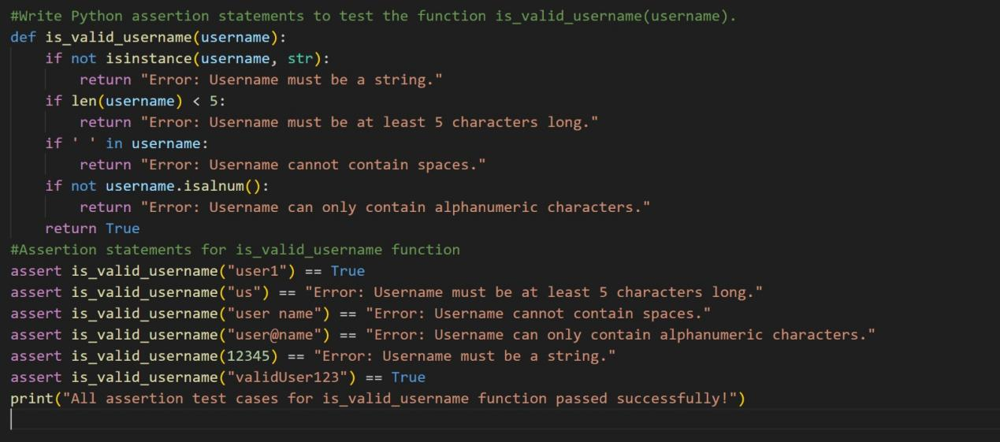 #Write Python assertion statements to test the function is_valid_username(username).
def is_valid_username(username):
    if not isinstance(username, str):
        return "Error: Username must be a string."
    if len(username) < 5:
        return "Error: Username must be at least 5 characters long."
    if ' ' in username:
        return "Error: Username cannot contain spaces."
    if not username.isalnum():
        return "Error: Username can only contain alphanumeric characters."
    return True
#Assertion statements for is_valid_username function
assert is_valid_username("user1") == True
assert is_valid_username("us") == "Error: Username must be at least 5 characters long."
assert is_valid_username("user name") == "Error: Username cannot contain spaces."
assert is_valid_username("user@name") == "Error: Username can only contain alphanumeric characters."
assert is_valid_username(12345) == "Error: Username must be a string."
assert is_valid_username("validUser123") == True
print("All assertion test cases for is_valid_username function passed successfully!")